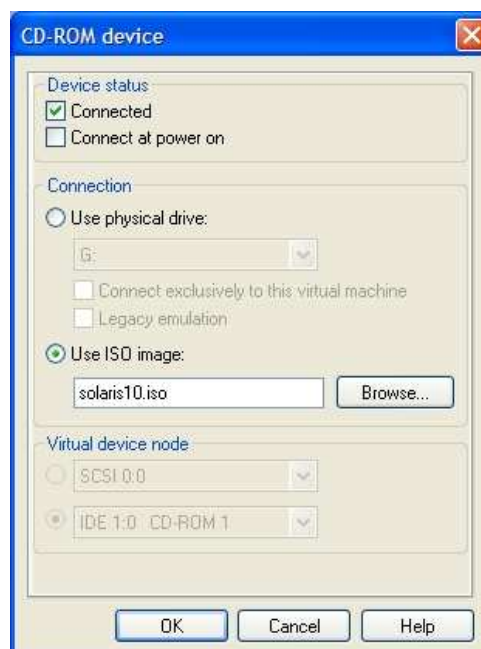 CD-ROM device
Device status
Connected
Connect at power on
Connection
Use physical drive:
G:
Connect exclusively to this virtual machine
Legacy emulation
Use ISO image:
solaris10.iso
Browse...
Virtual device node
SCSI 0:0
IDE 1:0 CD-ROM 1
OK Cancel Help